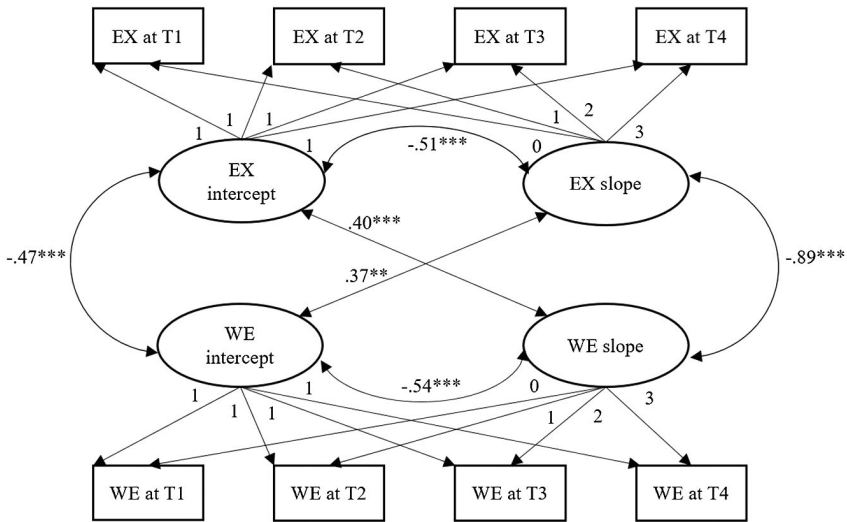 EX at T1
EX at T2
EX at T3
EX at T4
1
1
1
1
0
1
2
3
-.51***
EX
intercept
EX slope
.40***
-.47***
-.89***
.37**
WE
intercept
WE slope
-.54***
1
1
1
1
0
1
2
3
WE at T1
WE at T2
WE at T3
WE at T4